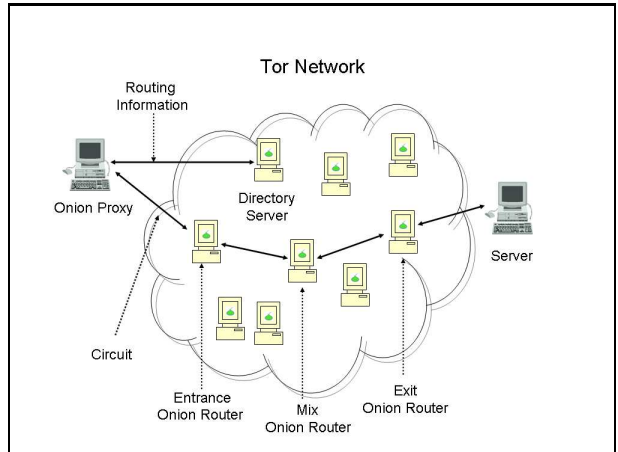 Tor Network
Routing
Information
Onion Proxy
Directory
Server
Server
Circuit
Entrance
Onion Router
Mix
Onion Router
Exit
Onion Router